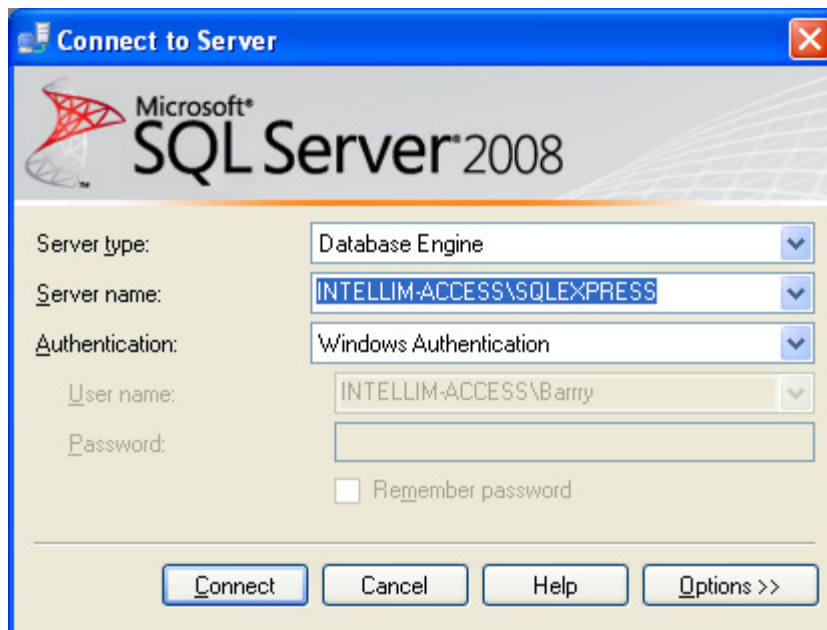 Connect to Server
Microsoft®
SQL Server® 2008
™
Server type: Database Engine
Server name: INTELLIM-ACCESS\SQLEXPRESS
Authentication: Windows Authentication
User name: INTELLIM-ACCESS\Barrry
Password:
Remember password
Connect Cancel Help Options >>